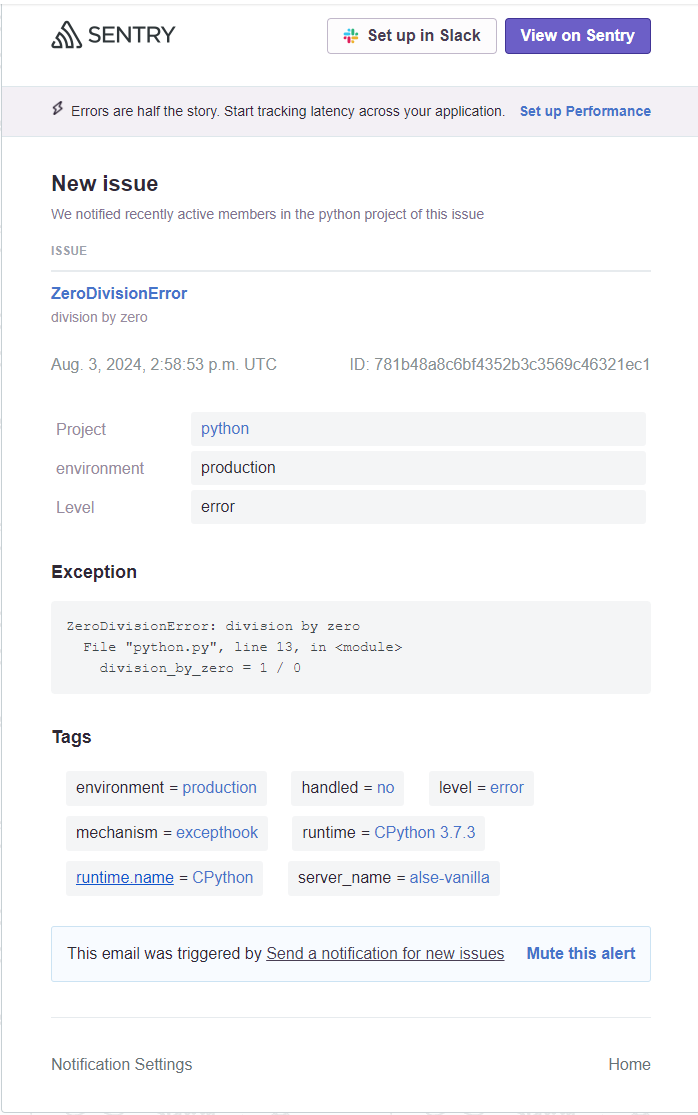 SENTRY
Set up in Slack
View on Sentry
Errors are half the story. Start tracking latency across your application. Set up Performance
New issue
We notified recently active members in the python project of this issue
ISSUE
ZeroDivisionError
division by zero
Aug. 3, 2024, 2:58:53 p.m. UTC ID: 781b48a8c6bf4352b3c3569c46321ec1
Project python
environment production
Level error
Exception
ZeroDivisionError: division by zero
File "python.py", line 13, in <module>
division_by_zero = 1 / 0
Tags
environment = production handled = no level = error
mechanism = excepthook runtime = CPython 3.7.3
runtime.name = CPython server_name = alse-vanilla
This email was triggered by Send a notification for new issues Mute this alert
Notification Settings Home